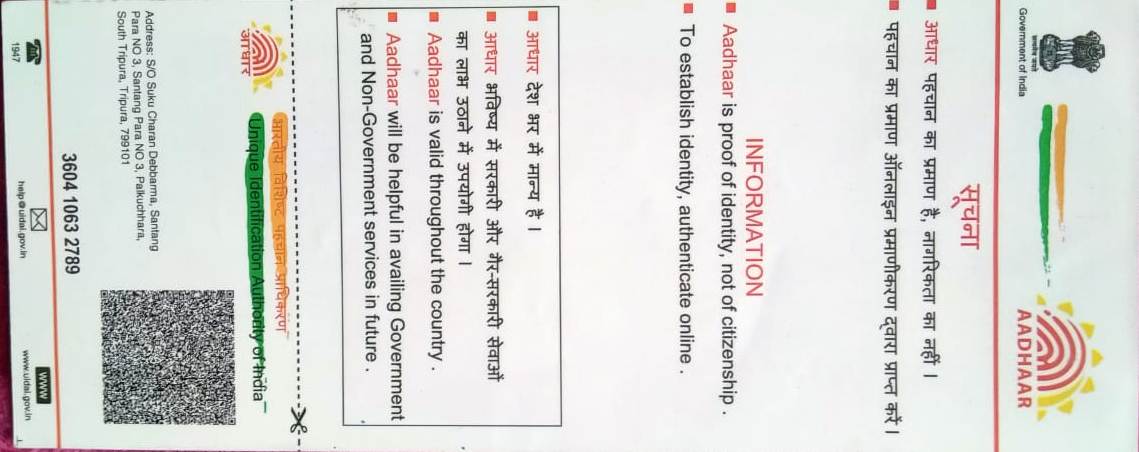 भारत सरकार
Government of India
AADHAAR
सूचना
आधार पहचान का प्रमाण है, नागरिकता का नहीं ।
पहचान का प्रमाण ऑनलाइन प्रमाणीकरण द्वारा प्राप्त करें ।
INFORMATION
Aadhaar is proof of identity, not of citizenship .
To establish identity, authenticate online .
आधार देश भर में मान्य है ।
आधार भविष्य में सरकारी और गैर-सरकारी सेवाओं
का लाभ उठाने में उपयोगी होगा ।
Aadhaar is valid throughout the country .
Aadhaar will be helpful in availing Government
and Non-Government services in future .
आधार
भारतीय विशिष्ट पहचान प्राधिकरण
Unique Identification Authority of India
Address: S/O Suku Charan Debbarma, Santang
Para NO 3, Santang Para NO 3, Paikuchhara,
South Tripura, Tripura, 799101
3604 1063 2789
1947
help@uidai.gov.in
www
www.uidai.gov.in